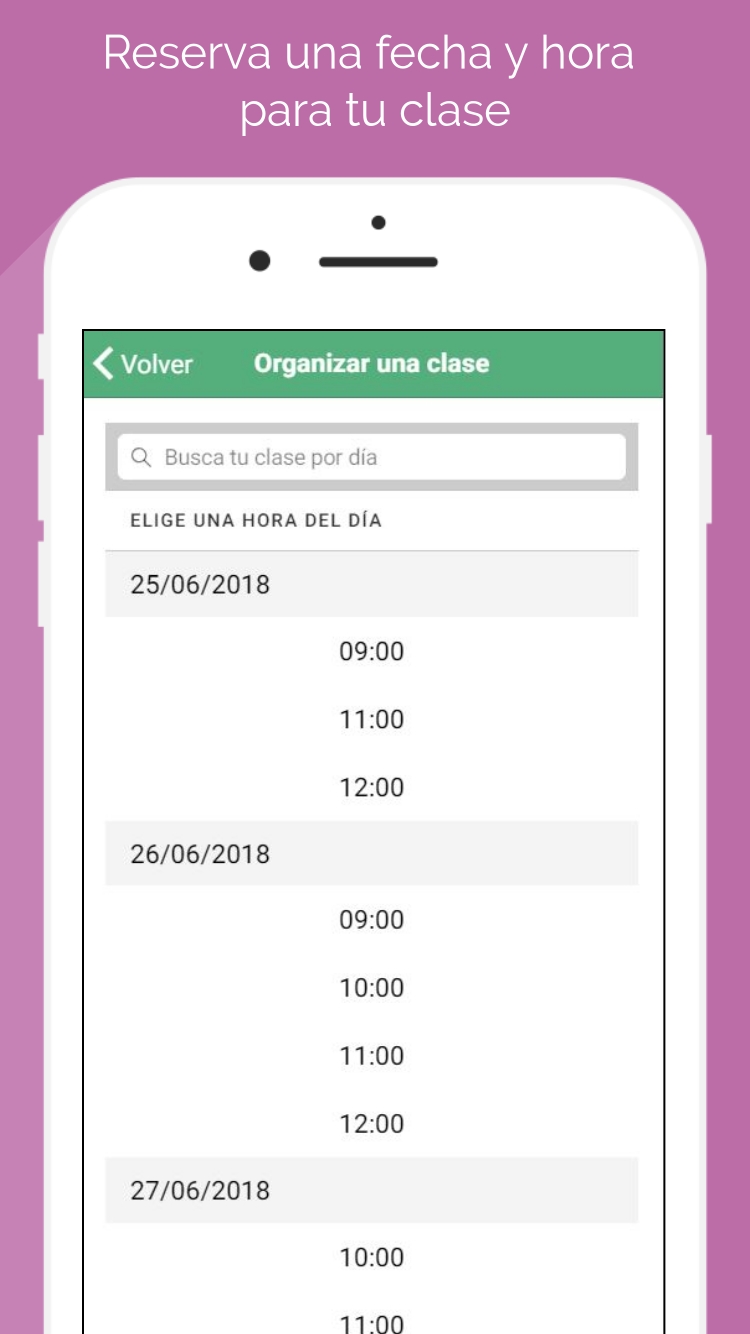 Reserva una fecha y hora
para tu clase
Volver
Organizar una clase
Busca tu clase por día
ELIGE UNA HORA DEL DÍA
25/06/2018
09:00
11:00
12:00
26/06/2018
09:00
10:00
11:00
12:00
27/06/2018
10:00
11:00